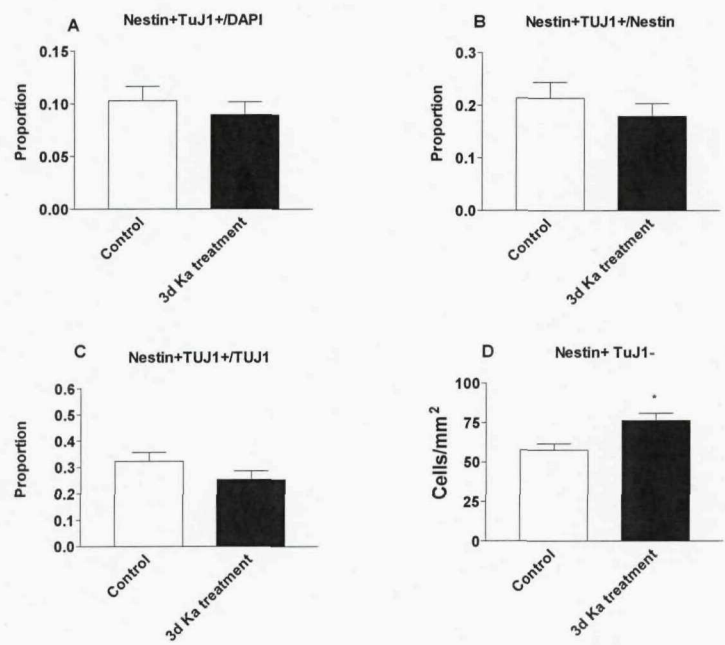 A
Nestin+TuJ1+/DAPI
Proportion
0.15
0.10
0.05
0.00
Control
3d Ka treatment
B
Nestin+TUJ1+/Nestin
Proportion
0.3
0.2
0.1
0.0
Control
3d Ka treatment
C
Nestin+TUJ1+/TUJ1
Proportion
0.6
0.5
0.4
0.3
0.2
0.1
0.0
Control
3d Ka treatment
D
Nestin+ TuJ1-
Cells/mm²
100
75
50
25
0
*
Control
3d Ka treatment